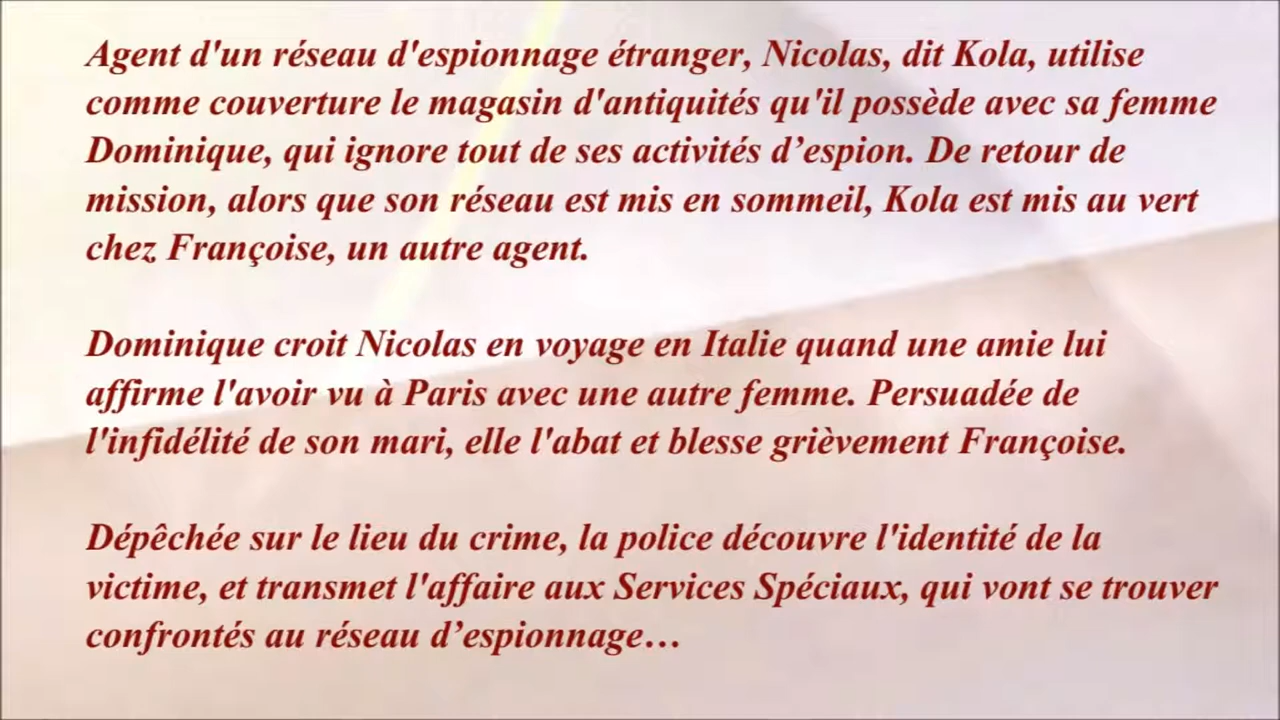 Agent d'un réseau d'espionnage étranger, Nicolas, dit Kola, utilise
comme couverture le magasin d'antiquités qu'il possède avec sa femme
Dominique, qui ignore tout de ses activités d’espion. De retour de
mission, alors que son réseau est mis en sommeil, Kola est mis au vert
chez Françoise, un autre agent.
Dominique croit Nicolas en voyage en Italie quand une amie lui
affirme l'avoir vu à Paris avec une autre femme. Persuadée de
l'infidélité de son mari, elle l'abat et blesse grièvement Françoise.
Dépêchée sur le lieu du crime, la police découvre l'identité de la
victime, et transmet l'affaire aux Services Spéciaux, qui vont se trouver
confrontés au réseau d’espionnage…